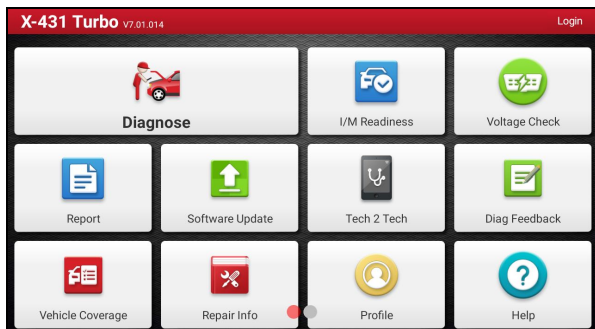 X-431 Turbo V7.01.014
Login
Diagnose
I/M Readiness
Voltage Check
Report
Software Update
Tech 2 Tech
Diag Feedback
Vehicle Coverage
Repair Info
Profile
Help